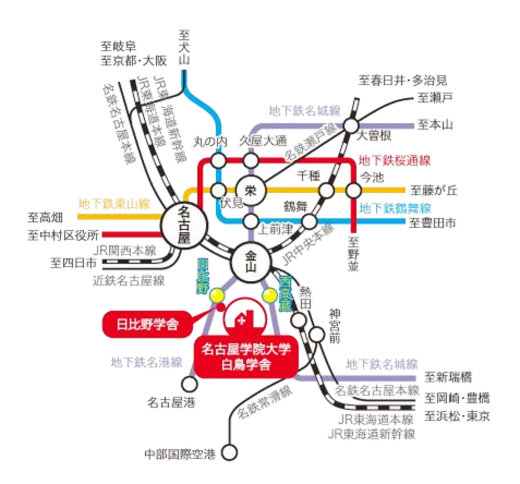 至岐阜
至京都・大阪
至犬山
JR東海道新幹線
JR東海道本線
名鉄名古屋本線
至春日井・多治見
至瀬戸
地下鉄名城線
至本山
名鉄瀬戸線
大曽根
丸の内
久屋大通
地下鉄桜通線
栄
千種
今池
至藤が丘
地下鉄東山線
伏見
鶴舞
地下鉄鶴舞線
至高畑
名古屋
上前津
至豊田市
至中村区役所
JR中央本線
至野並
JR関西本線
金山
至四日市
近鉄名古屋線
日比野
西高蔵
熱田
神宮前
日比野学舎
名古屋学院大学
白鳥学舎
地下鉄名港線
地下鉄名城線
至新瑞橋
名古屋港
名鉄名古屋本線
至岡崎・豊橋
名鉄常滑線
至浜松・東京
JR東海道本線
JR東海道新幹線
中部国際空港